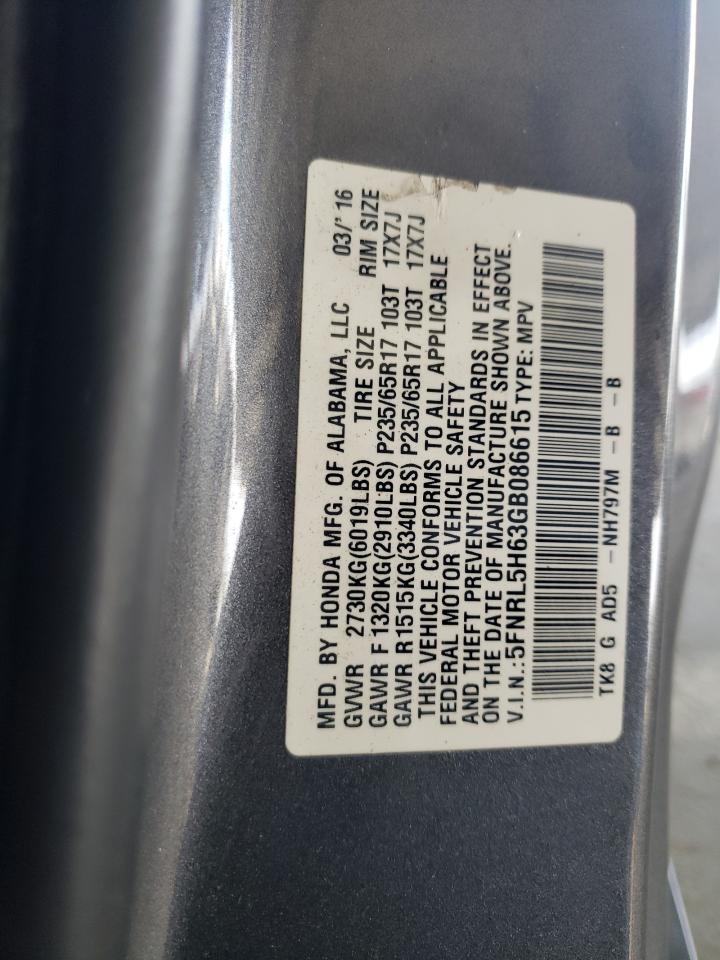 MFD. BY HONDA MFG. OF ALABAMA, LLC 03/'16
GVWR 2730KG(6019LBS) TIRE SIZE RIM SIZE
GAWR F 1320KG(2910LBS) P235/65R17 103T 17X7J
GAWR R 1515KG(3340LBS) P235/65R17 103T 17X7J
THIS VEHICLE CONFORMS TO ALL APPLICABLE
FEDERAL MOTOR VEHICLE SAFETY
AND THEFT PREVENTION STANDARDS IN EFFECT
ON THE DATE OF MANUFACTURE SHOWN ABOVE.
V.I.N.:5FNRL5H63GB086615 TYPE: MPV
TK8 G AD5 -NH797M -B -B